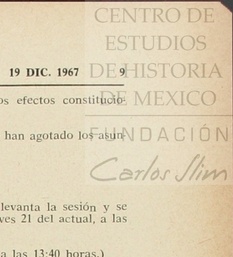 CENTRO DE
ESTUDIOS
DE HISTORIA
DE MEXICO
FUNDACIÓN
Carlos Slim
19 DIC. 1967 9
os efectos constitució-
han agotado los asun-
levanta la sesión y se
ves 21 del actual, a las
a las 13:40 horas.)